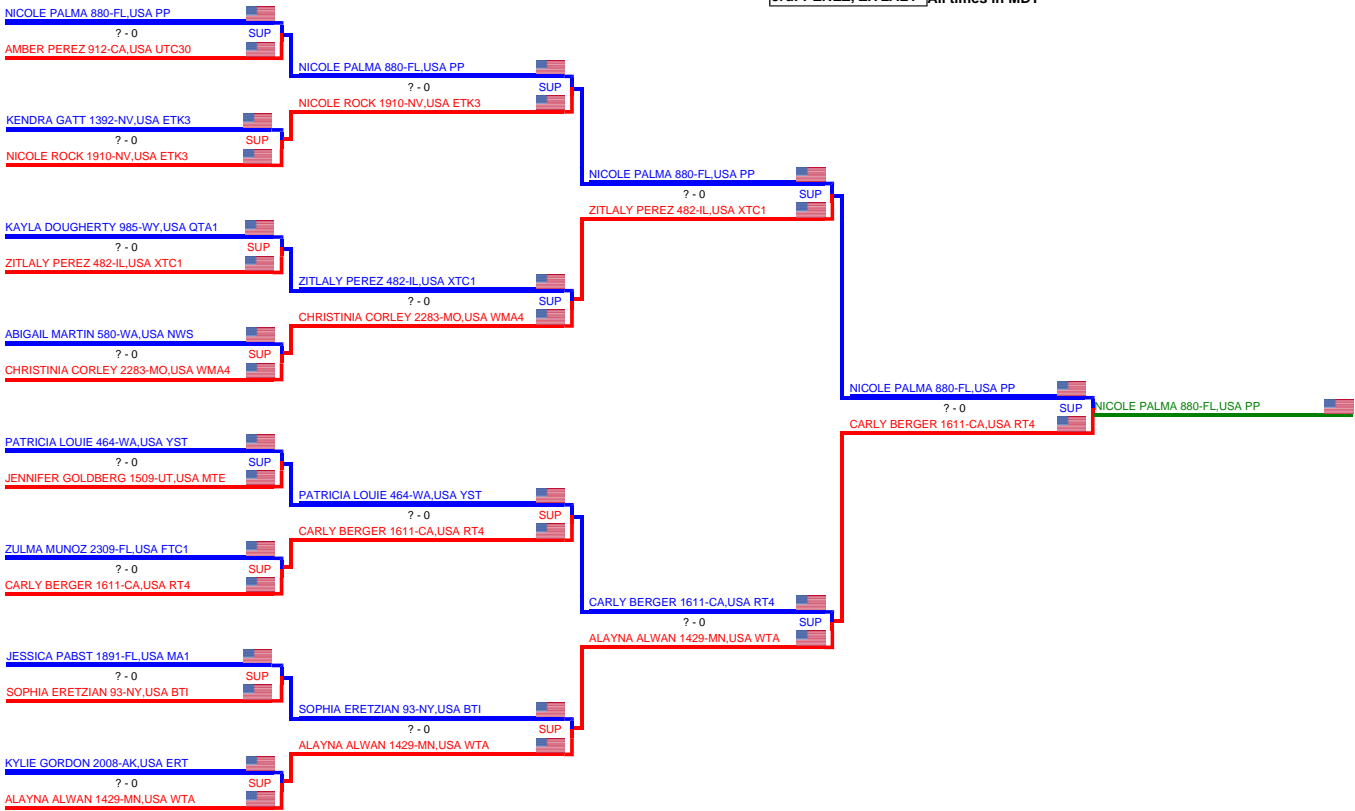 3rd: PEREZ, ZITLALY
All times in MDT
NICOLE PALMA 880-FL,USA PP
? - 0 SUP
AMBER PEREZ 912-CA,USA UTC30
NICOLE PALMA 880-FL,USA PP
? - 0 SUP
NICOLE ROCK 1910-NV,USA ETK3
KENDRA GATT 1392-NV,USA ETK3
? - 0 SUP
NICOLE ROCK 1910-NV,USA ETK3
NICOLE PALMA 880-FL,USA PP
? - 0 SUP
ZITLALY PEREZ 482-IL,USA XTC1
KAYLA DOUGHERTY 985-WY,USA QTA1
? - 0 SUP
ZITLALY PEREZ 482-IL,USA XTC1
ZITLALY PEREZ 482-IL,USA XTC1
? - 0 SUP
CHRISTINIA CORLEY 2283-MO,USA WMA4
ABIGAIL MARTIN 580-WA,USA NWS
? - 0 SUP
CHRISTINIA CORLEY 2283-MO,USA WMA4
NICOLE PALMA 880-FL,USA PP
? - 0 SUP
NICOLE PALMA 880-FL,USA PP
CARLY BERGER 1611-CA,USA RT4
PATRICIA LOUIE 464-WA,USA YST
? - 0 SUP
JENNIFER GOLDBERG 1509-UT,USA MTE
PATRICIA LOUIE 464-WA,USA YST
? - 0 SUP
CARLY BERGER 1611-CA,USA RT4
ZULMA MUNOZ 2309-FL,USA FTC1
? - 0 SUP
CARLY BERGER 1611-CA,USA RT4
CARLY BERGER 1611-CA,USA RT4
? - 0 SUP
ALAYNA ALWAN 1429-MN,USA WTA
JESSICA PABST 1891-FL,USA MA1
? - 0 SUP
SOPHIA ERETZIAN 93-NY,USA BTI
SOPHIA ERETZIAN 93-NY,USA BTI
? - 0 SUP
ALAYNA ALWAN 1429-MN,USA WTA
KYLIE GORDON 2008-AK,USA ERT
? - 0 SUP
ALAYNA ALWAN 1429-MN,USA WTA